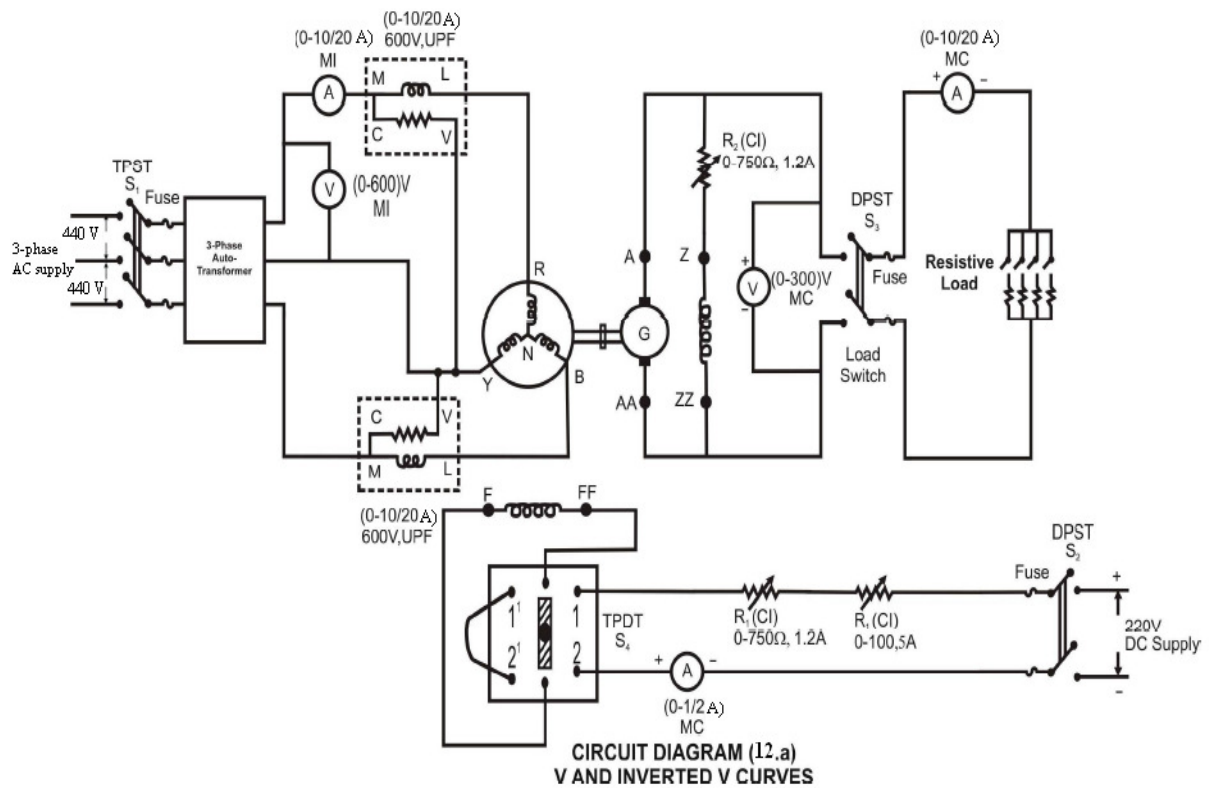 (0-10/20 A)
600V,UPF
(0-10/20 A)
MI
A
M
L
C
V
V
(0-600)V
MI
TPST
S₁
Fuse
440 V
3-phase
AC supply
440 V
3-Phase
Auto-
Transformer
R
N
Y
B
C
V
M
L
(0-10/20 A)
600V,UPF
G
A
AA
Z
ZZ
R₂ (CI)
0-750Ω, 1.2A
+
V
−
(0-300)V
MC
DPST
S₃
Fuse
Load
Switch
(0-10/20 A)
MC
+
A
−
Resistive
Load
F
FF
1¹
2¹
1
2
TPDT
S₄
R₁ (CI)
0-750Ω, 1.2A
R₁ (CI)
0-100,5A
+
A
−
(0-1/2 A)
MC
Fuse
DPST
S₂
+
220V
DC Supply
−
CIRCUIT DIAGRAM (12.a)
V AND INVERTED V CURVES